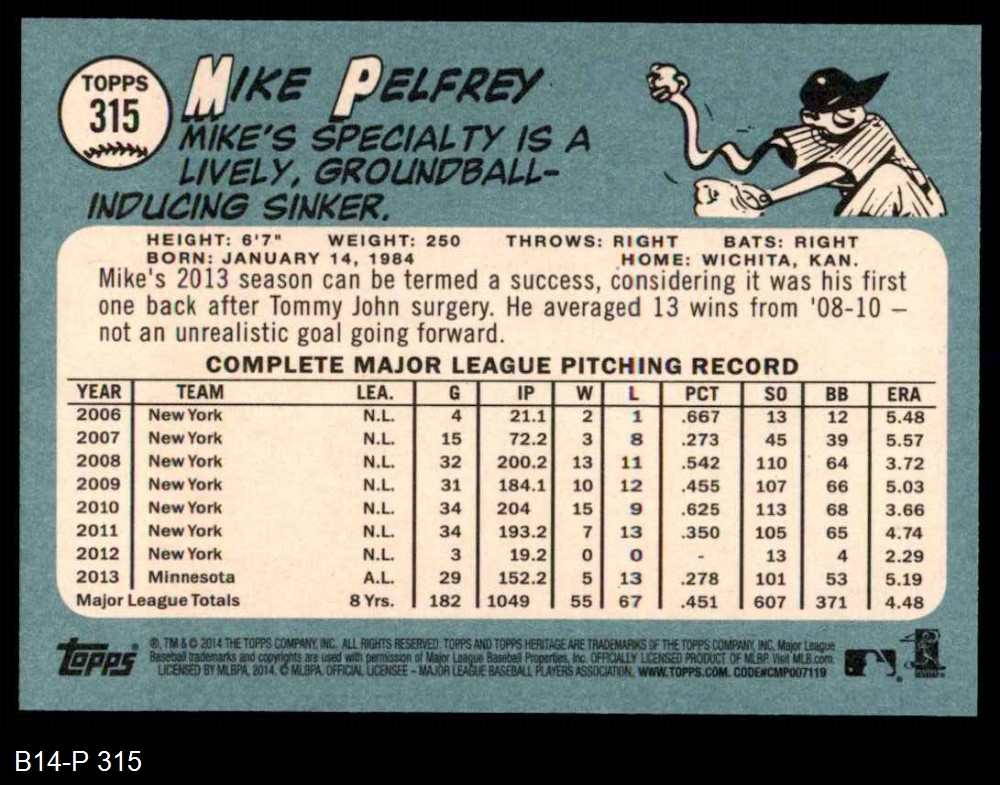 TOPPS
315
MIKE PELFREY
MIKE'S SPECIALTY IS A
LIVELY, GROUNDBALL-
INDUCING SINKER.
HEIGHT: 6'7" WEIGHT: 250 THROWS: RIGHT BATS: RIGHT
BORN: JANUARY 14, 1984 HOME: WICHITA, KAN.
Mike's 2013 season can be termed a success, considering it was his first
one back after Tommy John surgery. He averaged 13 wins from '08-10 –
not an unrealistic goal going forward.
COMPLETE MAJOR LEAGUE PITCHING RECORD
YEAR TEAM LEA. G IP W L PCT SO BB ERA
2006 New York N.L. 4 21.1 2 1 .667 13 12 5.48
2007 New York N.L. 15 72.2 3 8 .273 45 39 5.57
2008 New York N.L. 32 200.2 13 11 .542 110 64 3.72
2009 New York N.L. 31 184.1 10 12 .455 107 66 5.03
2010 New York N.L. 34 204 15 9 .625 113 68 3.66
2011 New York N.L. 34 193.2 7 13 .350 105 65 4.74
2012 New York N.L. 3 19.2 0 0 - 13 4 2.29
2013 Minnesota A.L. 29 152.2 5 13 .278 101 53 5.19
Major League Totals 8 Yrs. 182 1049 55 67 .451 607 371 4.48
topps
®, TM & © 2014 THE TOPPS COMPANY, INC. ALL RIGHTS RESERVED. TOPPS AND TOPPS HERITAGE ARE TRADEMARKS OF THE TOPPS COMPANY, INC. Major League
Baseball trademarks and copyrights are used with permission of Major League Baseball Properties, Inc. OFFICIALLY LICENSED PRODUCT OF MLBP. Visit MLB.com.
LICENSED BY MLBPA, 2014. © MLBPA. OFFICIAL LICENSEE – MAJOR LEAGUE BASEBALL PLAYERS ASSOCIATION. WWW.TOPPS.COM. CODE#CMP007119
B14-P 315